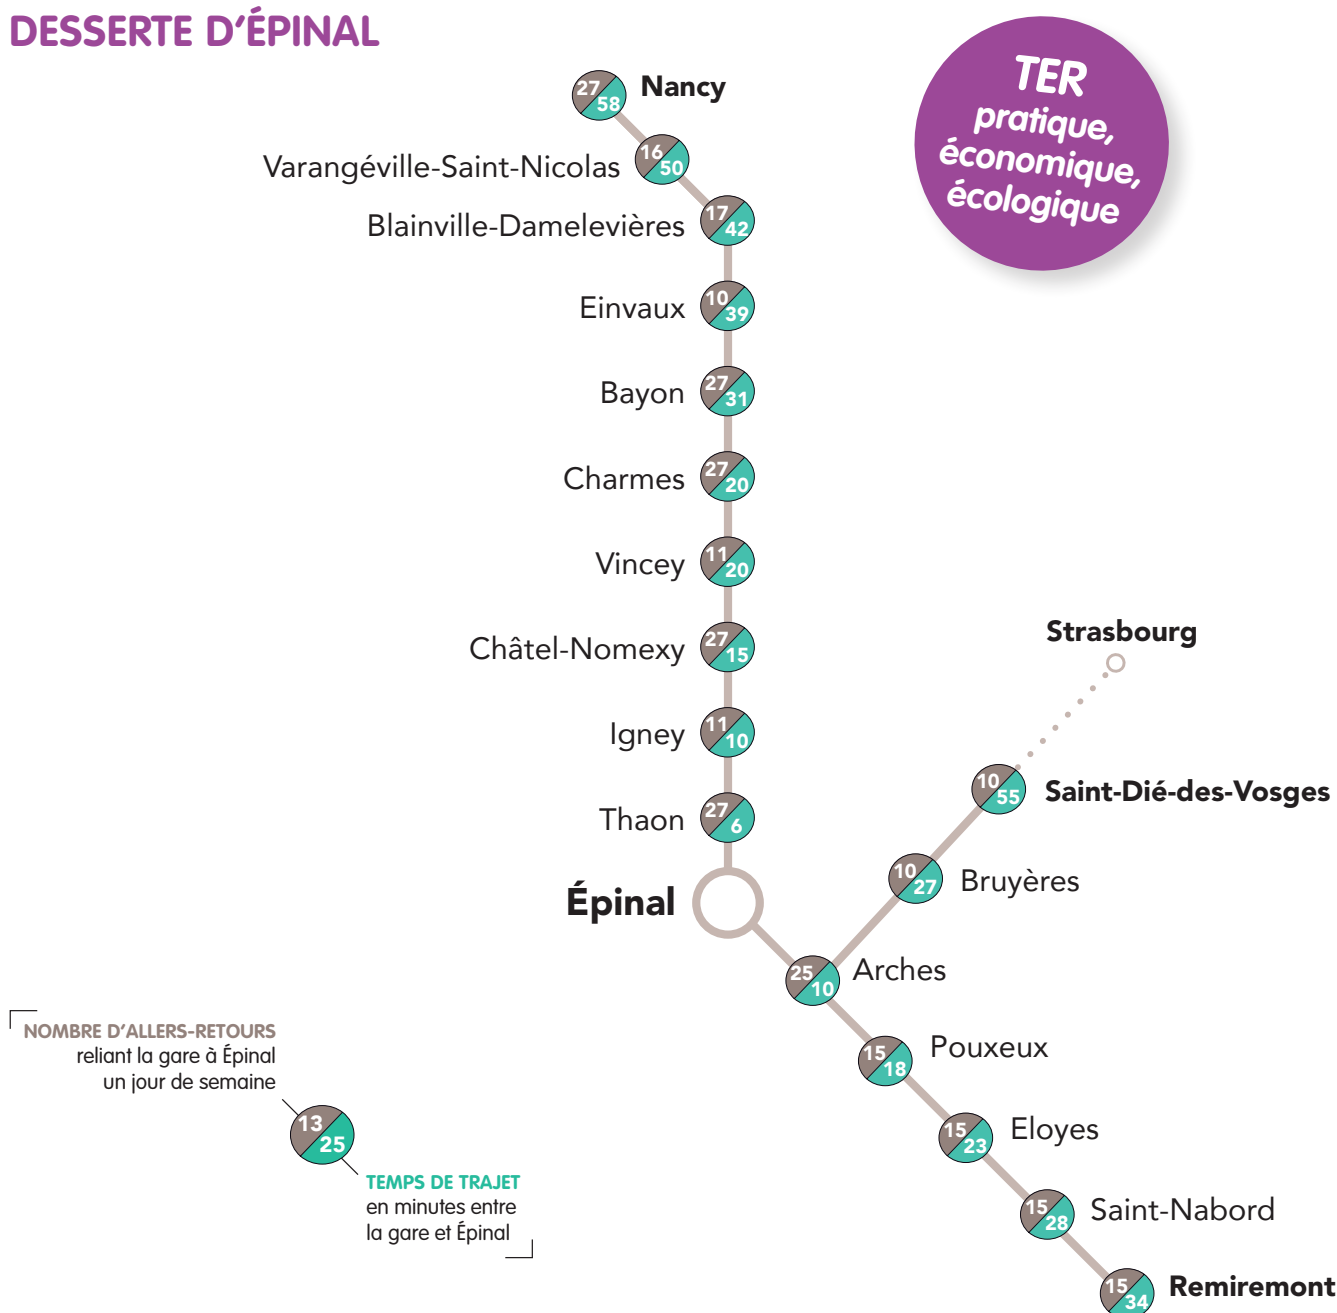 DESSERTE D'ÉPINAL
TER
pratique,
économique,
écologique
27
58
Nancy
Varangéville-Saint-Nicolas
16
50
Blainville-Damelevières
17
42
Einvaux
10
39
Bayon
27
31
Charmes
27
20
Vincey
11
20
Châtel-Nomexy
27
15
Igney
11
10
Thaon
27
6
Épinal
Strasbourg
10
55
Saint-Dié-des-Vosges
10
27
Bruyères
25
10
Arches
15
18
Pouxeux
15
23
Eloyes
15
28
Saint-Nabord
15
34
Remiremont
NOMBRE D'ALLERS-RETOURS
reliant la gare à Épinal
un jour de semaine
13
25
TEMPS DE TRAJET
en minutes entre
la gare et Épinal